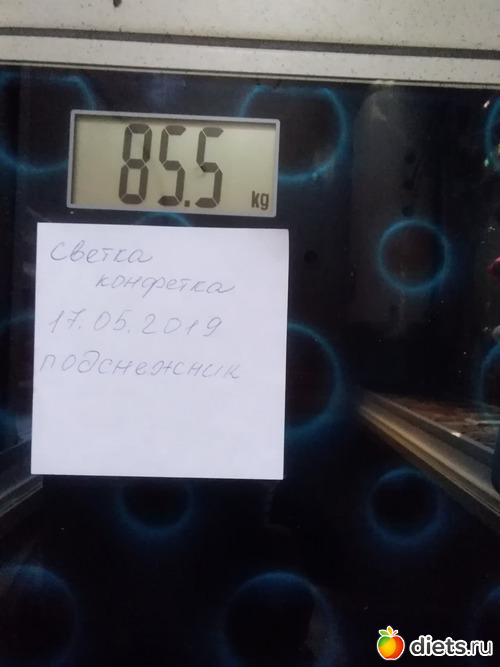 85.5 kg
светка
конфетка
17.05.2019
подснежник
diets.ru